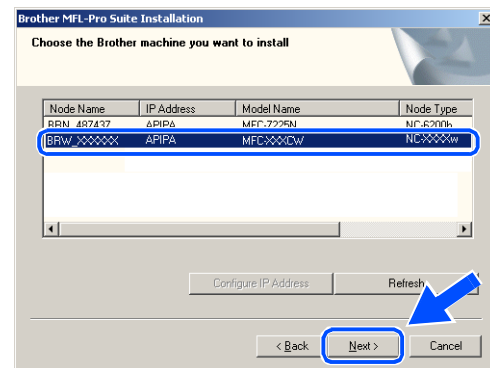 Brother MFL-Pro Suite Installation
Choose the Brother machine you want to install
Node Name IP Address Model Name Node Type
BRN_487437 APIPA MFC-7225N NC-6200h
BRW_XXXXXX APIPA MFC-XXXCW NC-XXXXw
Configure IP Address Refresh
< Back Next > Cancel